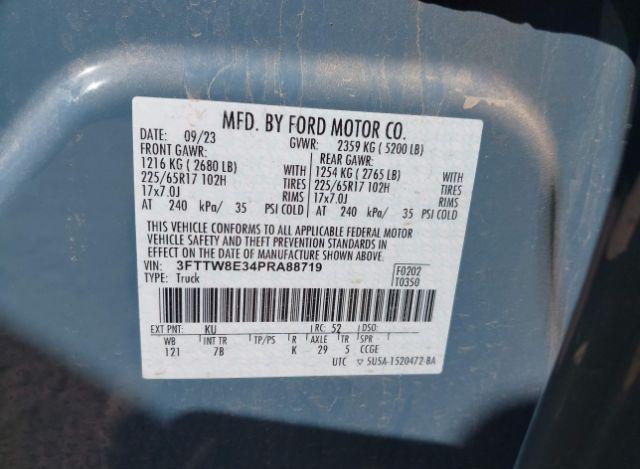 MFD. BY FORD MOTOR CO.
DATE: 09/23 GVWR: 2359 KG ( 5200 LB)
FRONT GAWR: REAR GAWR:
1216 KG ( 2680 LB) WITH 1254 KG ( 2765 LB) WITH
225/65R17 102H TIRES 225/65R17 102H TIRES
17x7.0J RIMS 17x7.0J RIMS
AT 240 kPa/ 35 PSI COLD AT 240 kPa/ 35 PSI COLD
THIS VEHICLE CONFORMS TO ALL APPLICABLE FEDERAL MOTOR
VEHICLE SAFETY AND THEFT PREVENTION STANDARDS IN
EFFECT ON THE DATE OF MANUFACTURE SHOWN ABOVE.
VIN: 3FTTW8E34PRA88719 F0202
TYPE: Truck T0350
EXT PNT: KU RC: 52 DSO:
WB INT TR TP/PS R AXLE TR SPR
121 7B K 29 5 CCGE
UTC ▽ 5U5A-1520472-BA